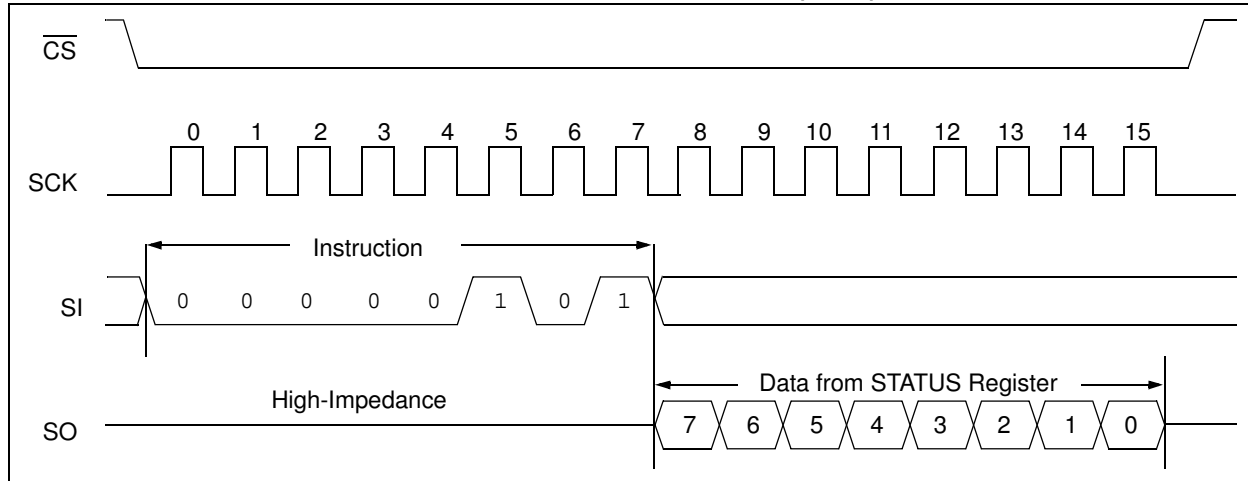 CS
0 1 2 3 4 5 6 7 8 9 10 11 12 13 14 15
SCK
Instruction
SI 0 0 0 0 0 1 0 1
Data from STATUS Register
High-Impedance
SO 7 6 5 4 3 2 1 0